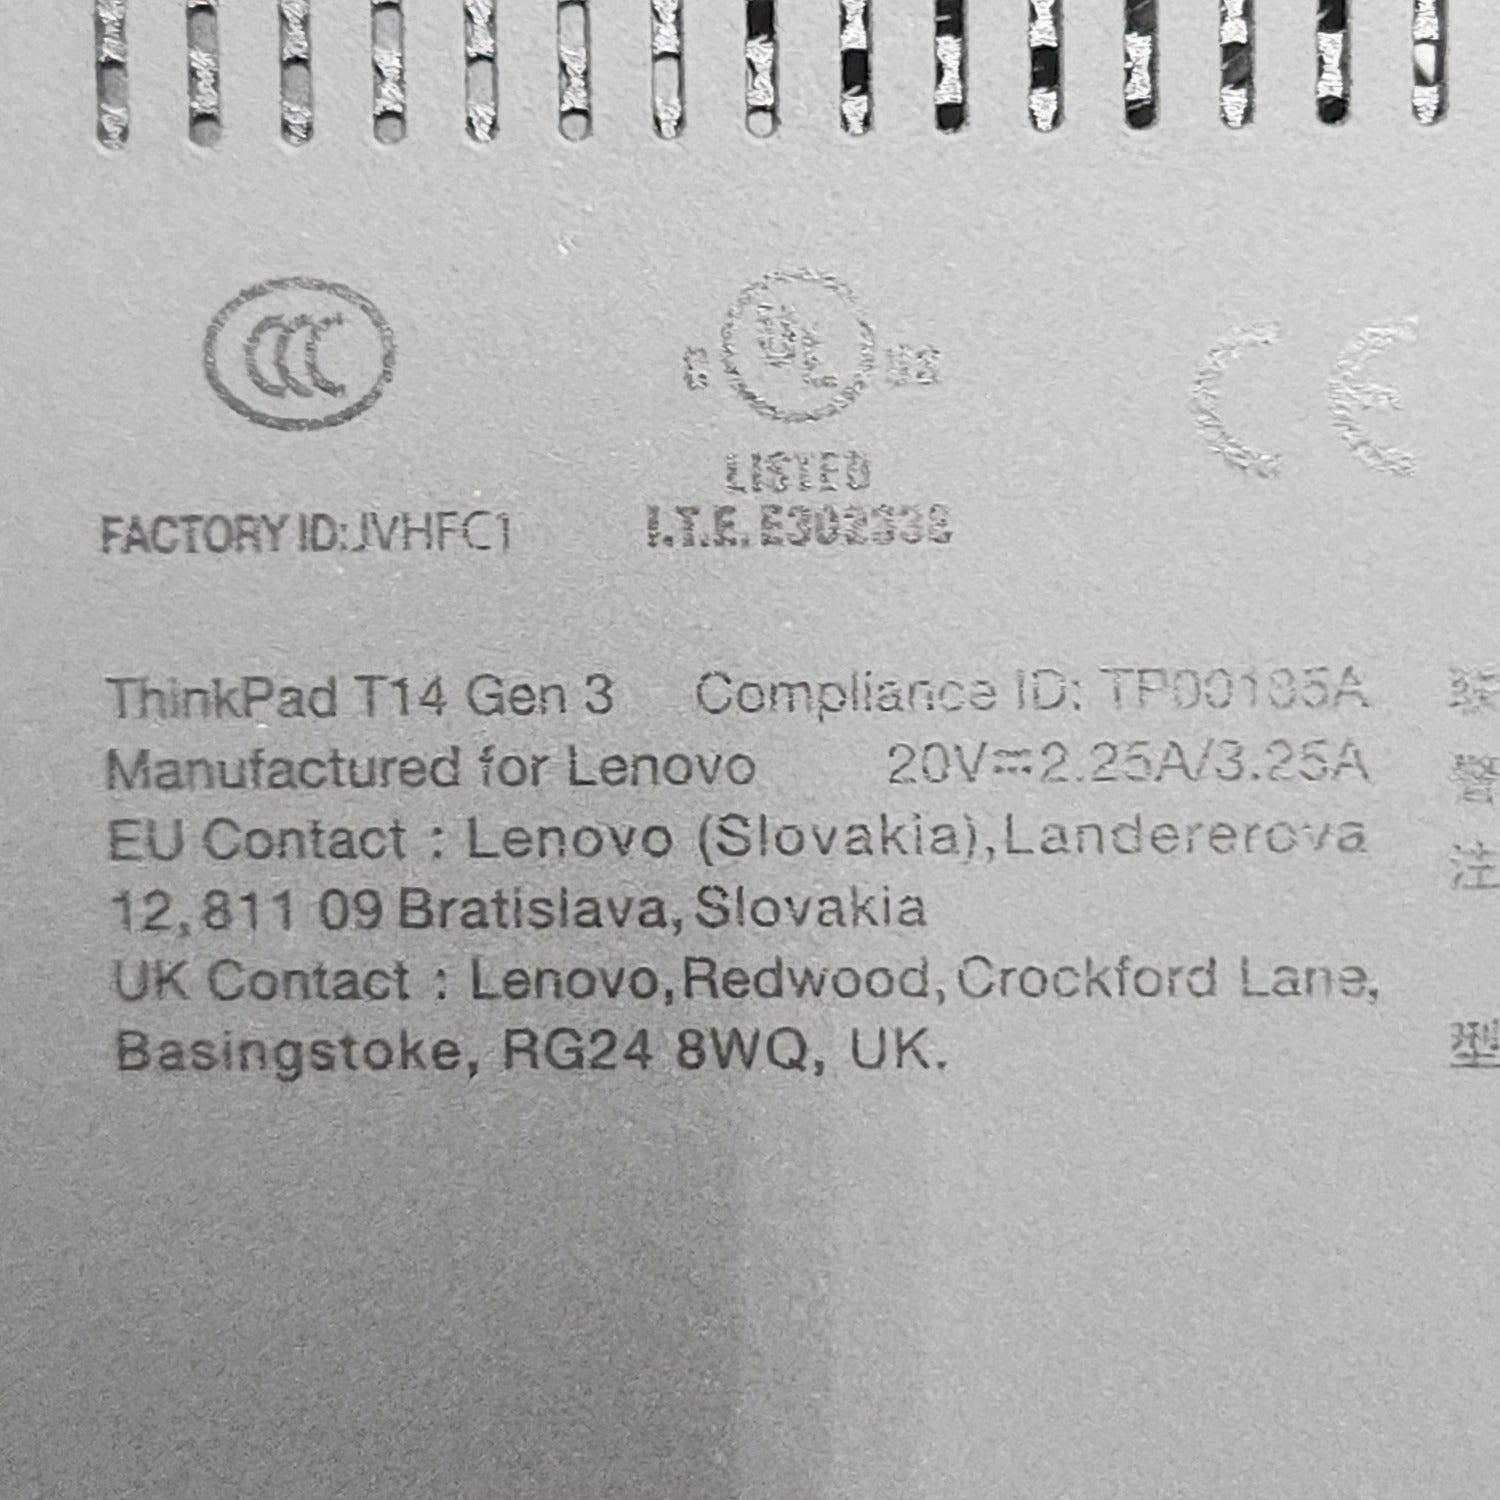 FACTORY ID:JVHFC1
LISTED
I.T.E.
ThinkPad T14 Gen 3 Compliance ID: TP00135A
Manufactured for Lenovo 20V⎓2.25A/3.25A
EU Contact : Lenovo (Slovakia),Landererova
12,811 09 Bratislava,Slovakia
UK Contact : Lenovo,Redwood,Crockford Lane,
Basingstoke, RG24 8WQ, UK.
注
型